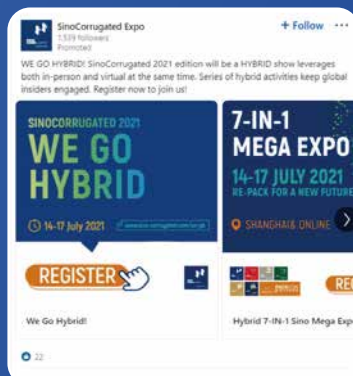 SinoCorrugated Expo
+ Follow ...
1,539 followers
Promoted
WE GO HYBRID! SinoCorrugated 2021 edition will be a HYBRID show leverages
both in-person and virtual at the same time. Series of hybrid activities keep global
insiders engaged. Register now to join us!
SINOCORRUGATED 2021
WE GO
HYBRID
14-17 July 2021
REGISTER
We Go Hybrid!
7-IN-1
MEGA EXPO
14-17 JULY 2021
RE-PACK FOR A NEW FUTURE
SHANGHAI& ONLINE
RE
Hybrid 7-IN-1 Sino Mega Exp
22